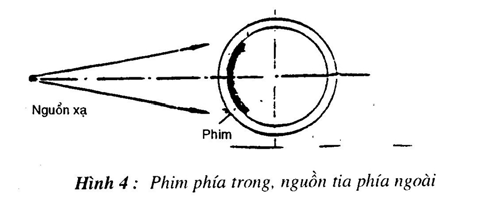 Nguồn xạ
Phim
Hình 4 : Phim phía trong, nguồn tia phía ngoài